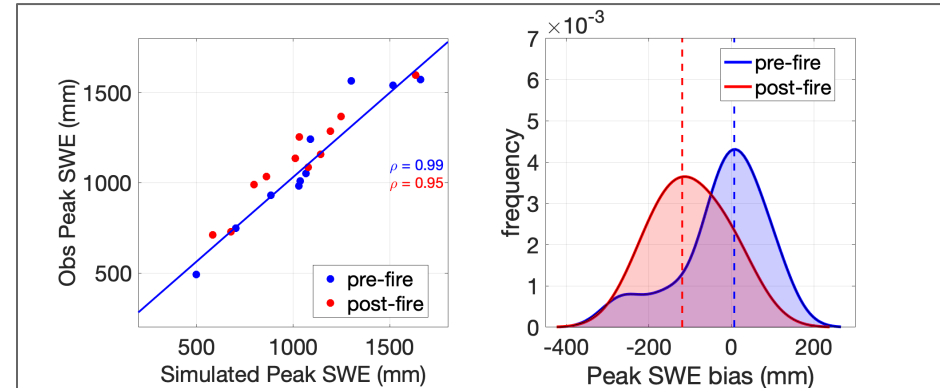 1500
1000
500
500
1000
1500
Obs Peak SWE (mm)
Simulated Peak SWE (mm)
ρ = 0.99
ρ = 0.95
pre-fire
post-fire
×10⁻³
7
6
5
4
3
2
1
0
-400
-200
0
200
frequency
Peak SWE bias (mm)
pre-fire
post-fire